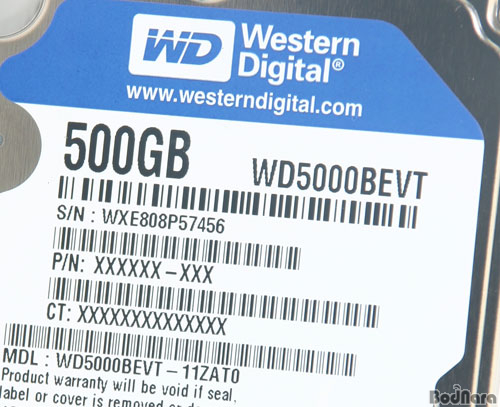 WD Western
Digital®
www.westerndigital.com
500GB WD5000BEVT
S/N : WXE808P57456
P/N: XXXXXX-XXX
CT: XXXXXXXXXXXXXX
MDL : WD5000BEVT-11ZAT0
Product warranty will be void if seal,
label or cover is removed or
BodNara